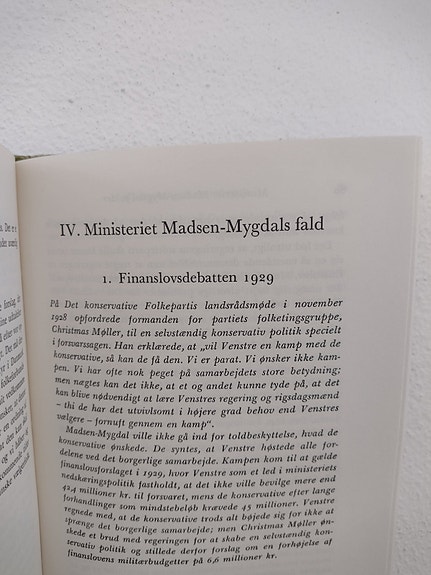 IV. Ministeriet Madsen-Mygdals fald
1. Finanslovsdebatten 1929
På Det konservative Folkepartis landsrådsmøde i november
1928 opfordrede formanden for partiets folketingsgruppe,
Christmas Møller, til en selvstændig konservativ politik specielt
i forsvarssagen. Han erklærede, at „vil Venstre en kamp med de
konservative, så kan de få den. Vi er parat. Vi ønsker ikke kam-
pen. Vi har ofte nok peget på samarbejdets store betydning;
men nægtes kan det ikke, at et og andet kunne tyde på, at det
kan blive nødvendigt at lære Venstres regering og rigsdagsmænd
– thi de har det utvivlsomt i højere grad behov end Venstres
vælgere – fornuft gennem en kamp“.
Madsen-Mygdal ville ikke gå ind for toldbeskyttelse, hvad de
konservative ønskede. De syntes, at Venstre høstede alle for-
delene ved det borgerlige samarbejde. Kampen kom til at gælde
finanslovsforslaget i 1929, hvor Venstre som et led i ministeriets
nedskæringspolitik fastholdt, at det ikke ville bevilge mere end
42,4 millioner kr. til forsvaret, mens de konservative efter lange
forhandlinger som mindstebeløb krævede 45 millioner. Venstre
regnede med, at de konservative trods alt bøjede sig for ikke at
sprænge det borgerlige samarbejde; men Christmas Møller øn-
skede et brud med regeringen for at skabe en selvstændig kon-
servativ politik og stillede derfor forslag om en forhøjelse af
finanslovens militærbudgetter på 6,6 millioner kr.